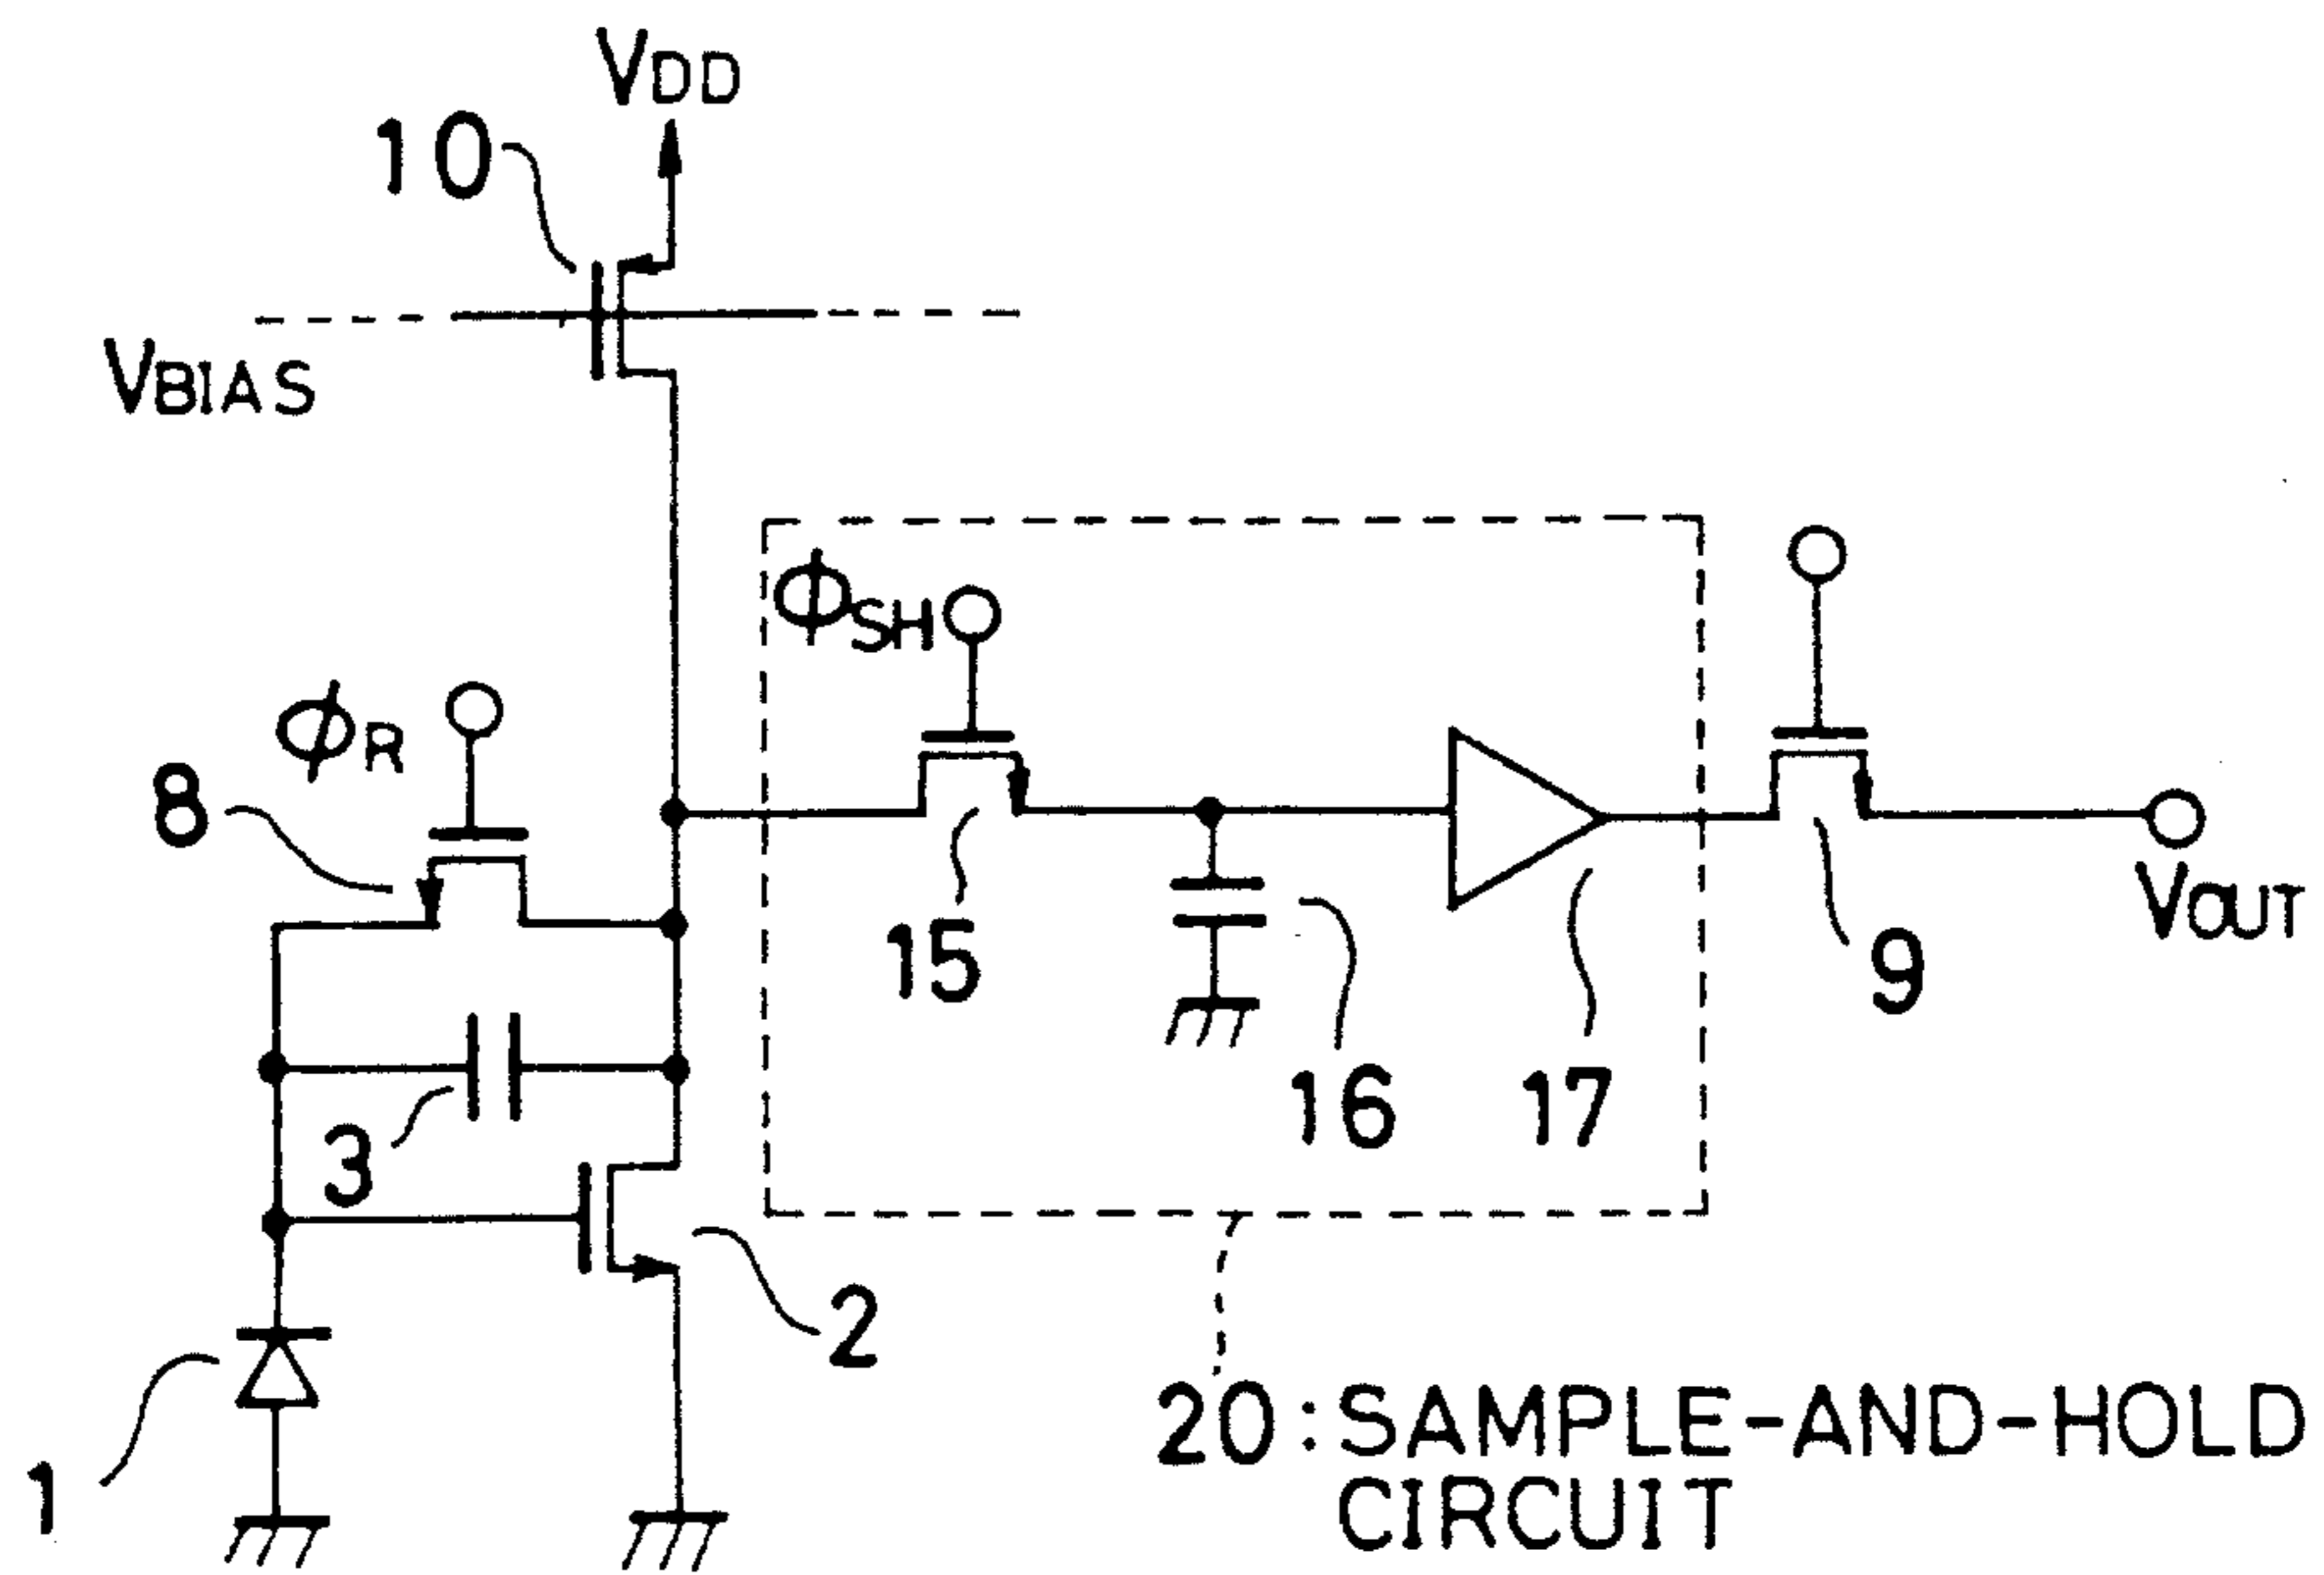 VDD
10
VBIAS
ΦSH
ΦR
8
15
9
VOUT
16
17
3
2
1
20:SAMPLE-AND-HOLD
CIRCUIT